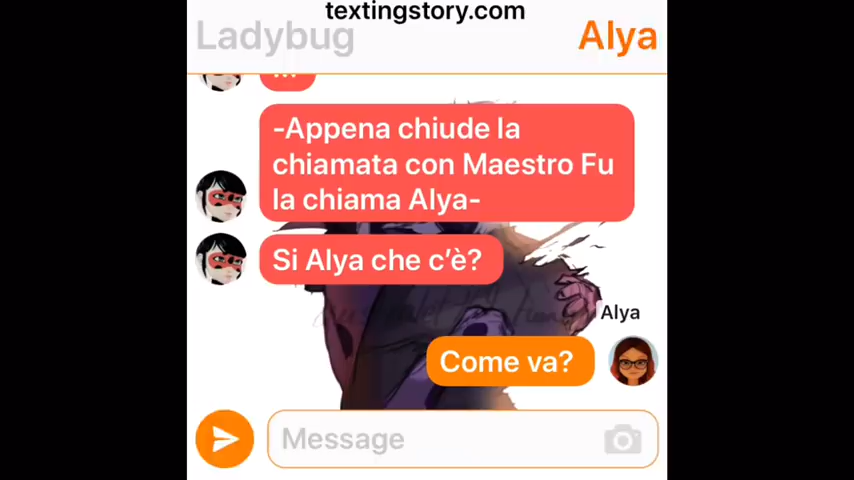 textingstory.com
Ladybug
Alya
...
-Appena chiude la
chiamata con Maestro Fu
la chiama Alya-
Si Alya che c’è?
Alya
Come va?
Message